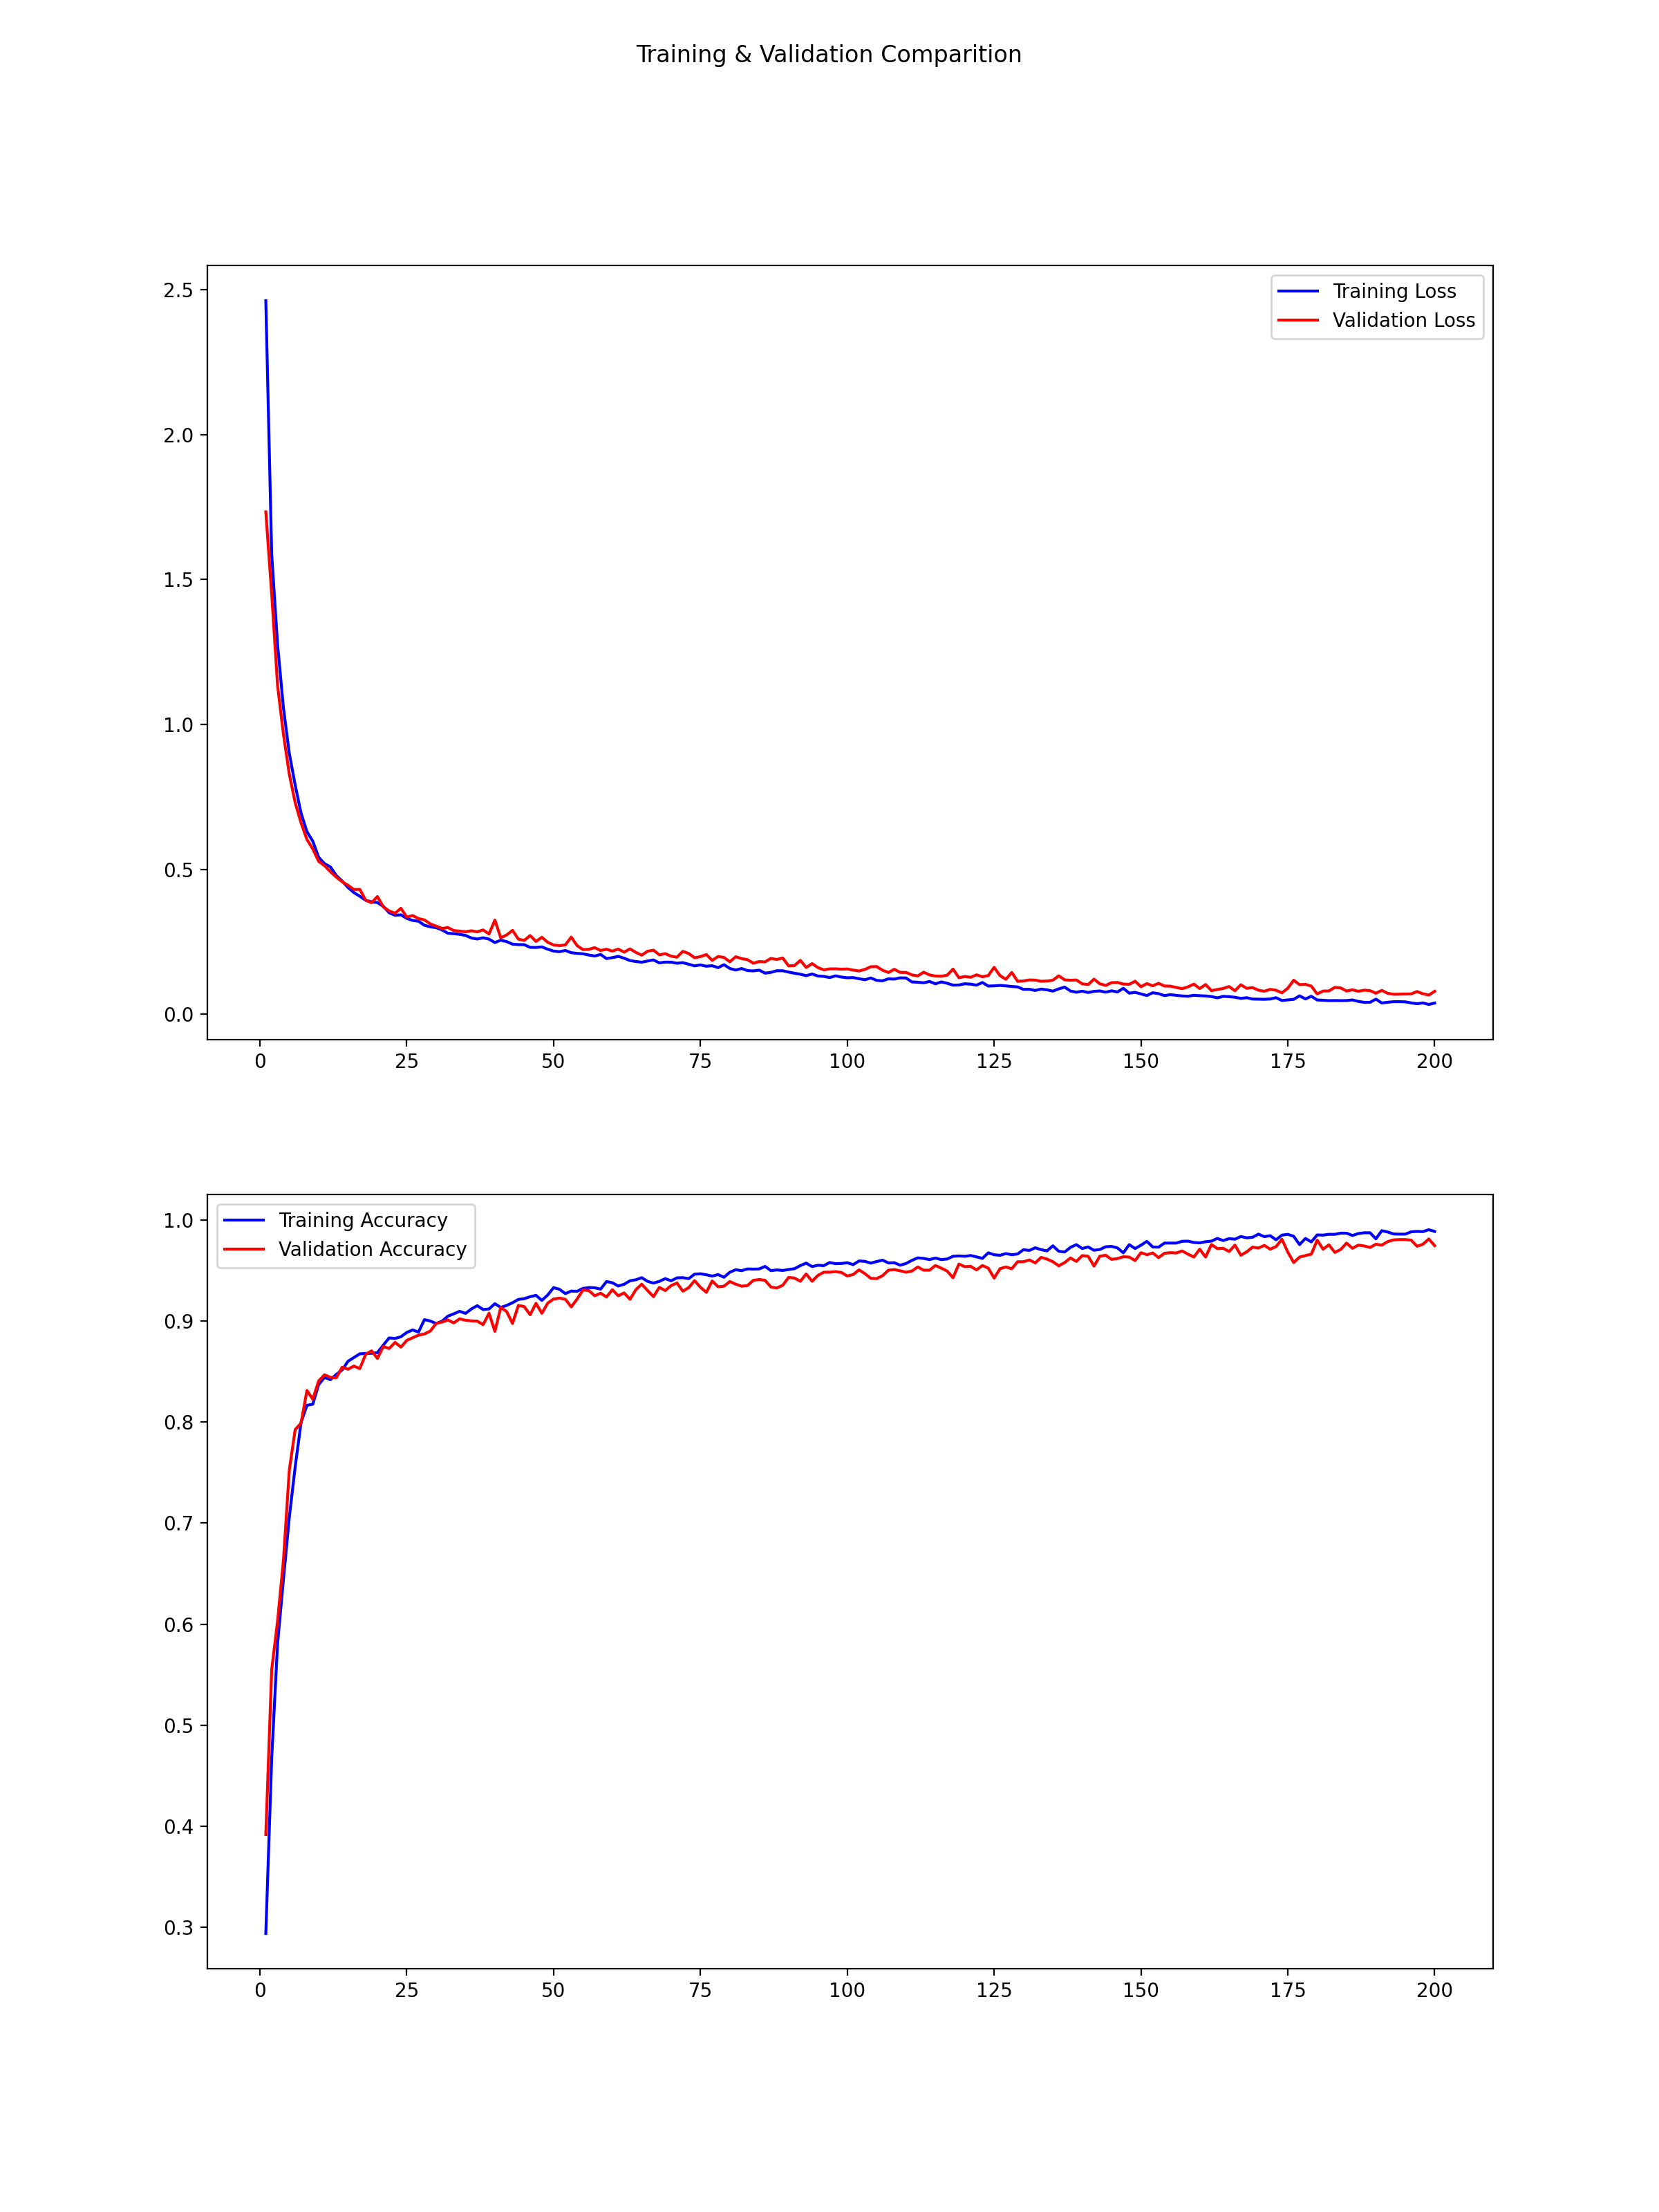 Training & Validation Comparition
Training Loss
Validation Loss
2.5
2.0
1.5
1.0
0.5
0.0
0 25 50 75 100 125 150 175 200
Training Accuracy
Validation Accuracy
1.0
0.9
0.8
0.7
0.6
0.5
0.4
0.3
0 25 50 75 100 125 150 175 200